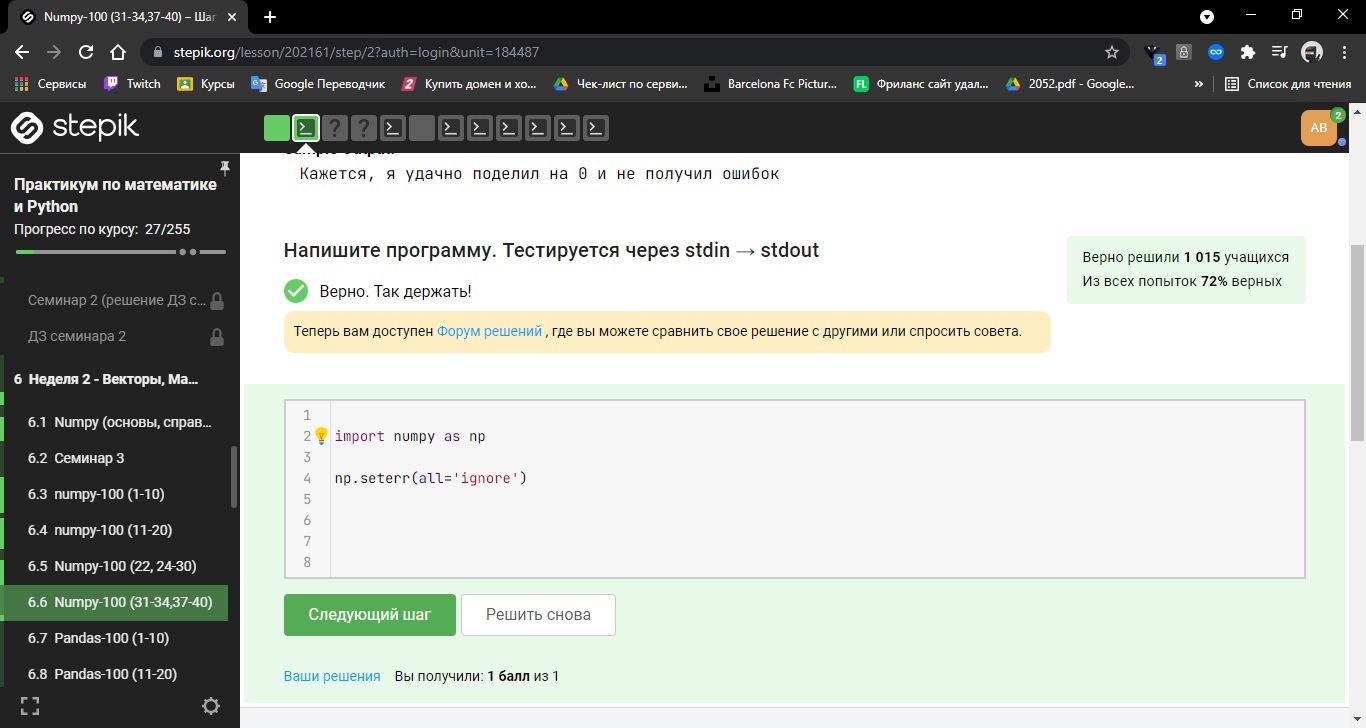 Numpy-100 (31-34,37-40) – Шаг
stepik.org/lesson/202161/step/2?auth=login&unit=184487
2
Сервисы
Twitch
Курсы
Google Переводчик
Купить домен и хо...
Чек-лист по серви...
Barcelona Fc Pictur...
FL
Фриланс сайт удал...
2052.pdf - Google...
»
Список для чтения
stepik
? ?
AB
2
Практикум по математике
и Python
Прогресс по курсу: 27/255
Семинар 2 (решение ДЗ с...
ДЗ семинара 2
6 Неделя 2 - Векторы, Ма...
6.1 Numpy (основы, справ...
6.2 Семинар 3
6.3 numpy-100 (1-10)
6.4 numpy-100 (11-20)
6.5 Numpy-100 (22, 24-30)
6.6 Numpy-100 (31-34,37-40)
6.7 Pandas-100 (1-10)
6.8 Pandas-100 (11-20)
Кажется, я удачно поделил на 0 и не получил ошибок
Напишите программу. Тестируется через stdin → stdout
Верно решили 1 015 учащихся
Из всех попыток 72% верных
Верно. Так держать!
Теперь вам доступен Форум решений , где вы можете сравнить свое решение с другими или спросить совета.
1
2 import numpy as np
3
4 np.seterr(all='ignore')
5
6
7
8
Следующий шаг
Решить снова
Ваши решения Вы получили: 1 балл из 1